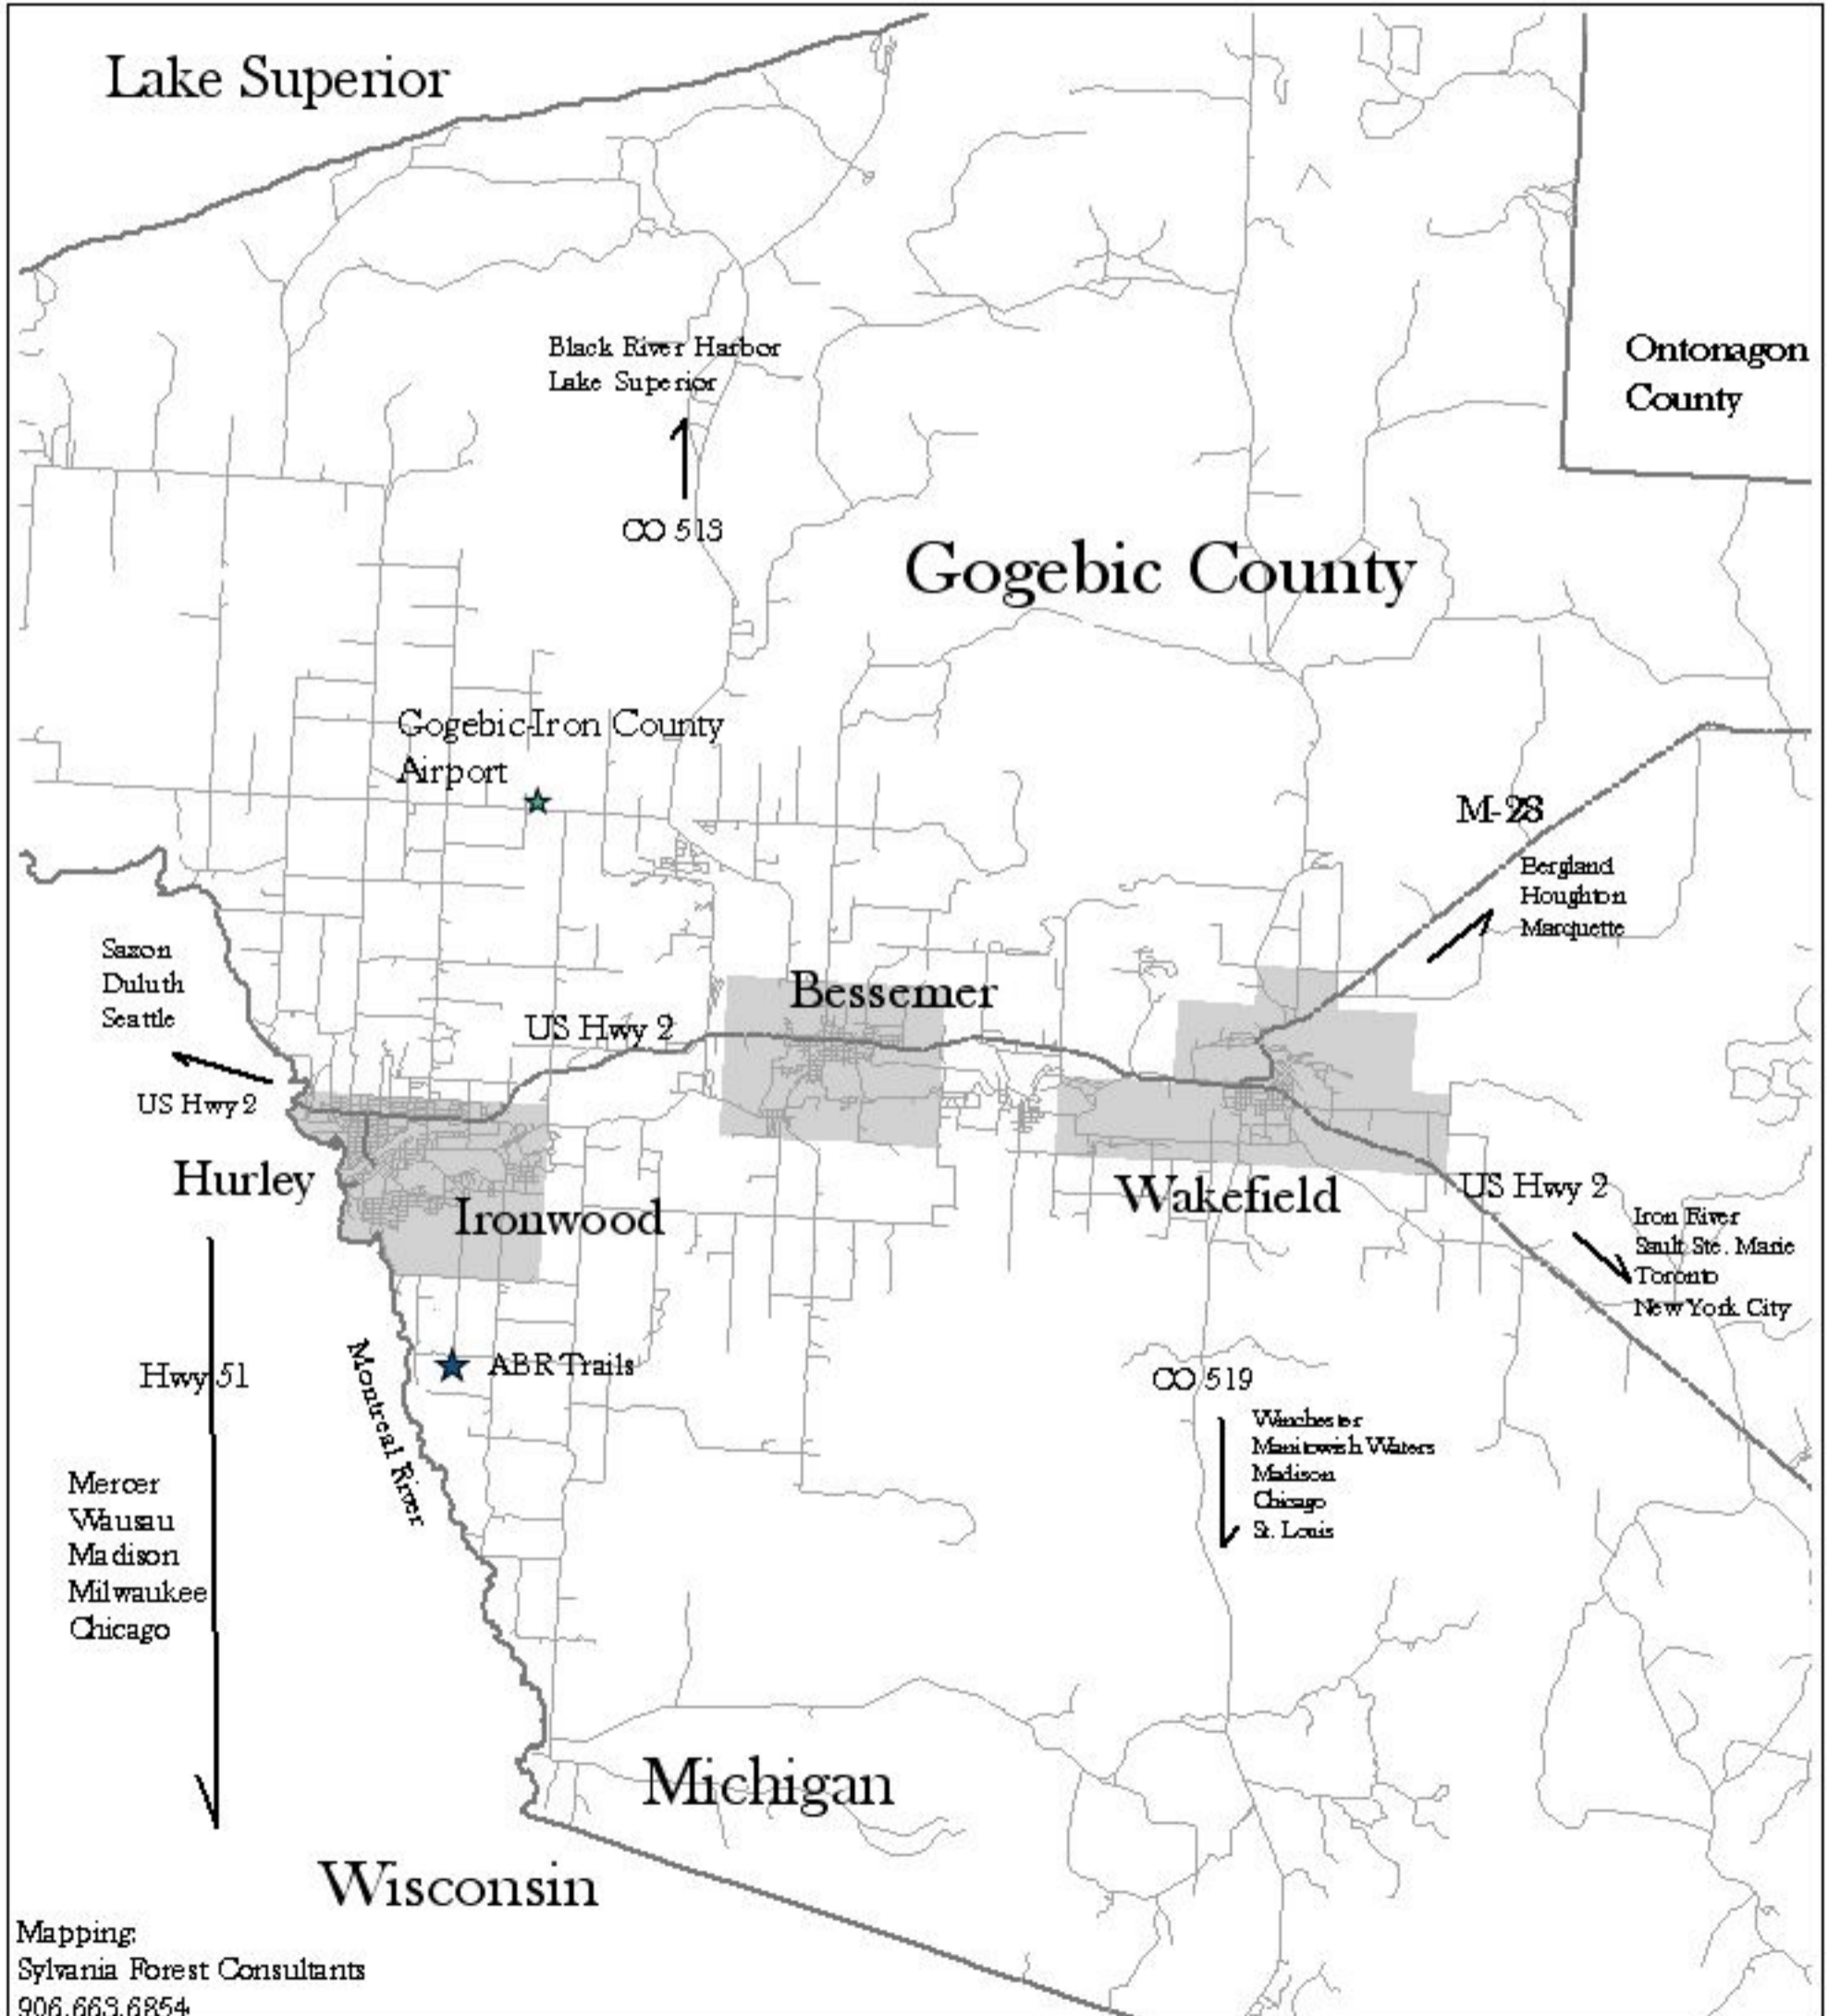 Lake Superior
Black River Harbor
Lake Superior
CO 513
Ontonagon
County
Gogebic County
Gogebic-Iron County
Airport
M-28
Bergland
Houghton
Marquette
Saxon
Duluth
Seattle
US Hwy 2
Bessemer
US Hwy 2
Hurley
Ironwood
Wakefield
US Hwy 2
Iron River
Sault Ste. Marie
Toronto
New York City
Hwy 51
Montreal River
ABR Trails
CO 519
Winchester
Manitowish Waters
Madison
Chicago
St. Louis
Mercer
Wausau
Madison
Milwaukee
Chicago
Michigan
Wisconsin
Mapping:
Sylvania Forest Consultants
906.663.6854